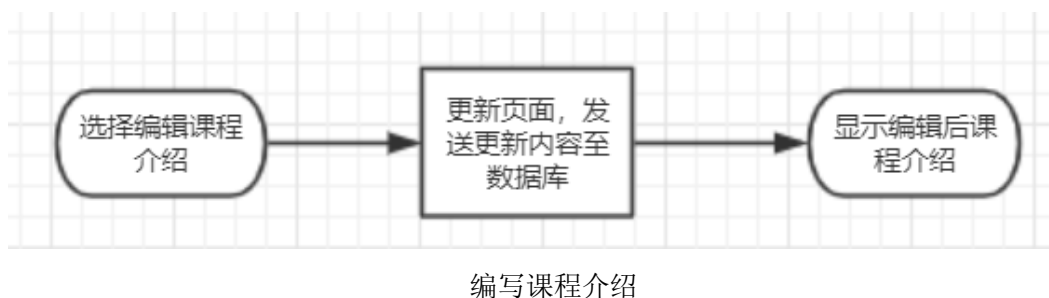 选择编辑课程
介绍
更新页面，发
送更新内容至
数据库
显示编辑后课
程介绍
编写课程介绍